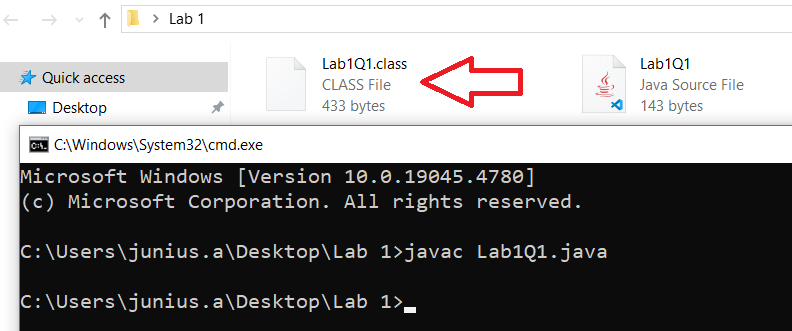 Lab 1
Lab1Q1.class
CLASS File
433 bytes
Lab1Q1
Java Source File
143 bytes
Quick access
Desktop
C:\Windows\System32\cmd.exe
Microsoft Windows [Version 10.0.19045.4780]
(c) Microsoft Corporation. All rights reserved.
C:\Users\junius.a\Desktop\Lab 1>javac Lab1Q1.java
C:\Users\junius.a\Desktop\Lab 1>